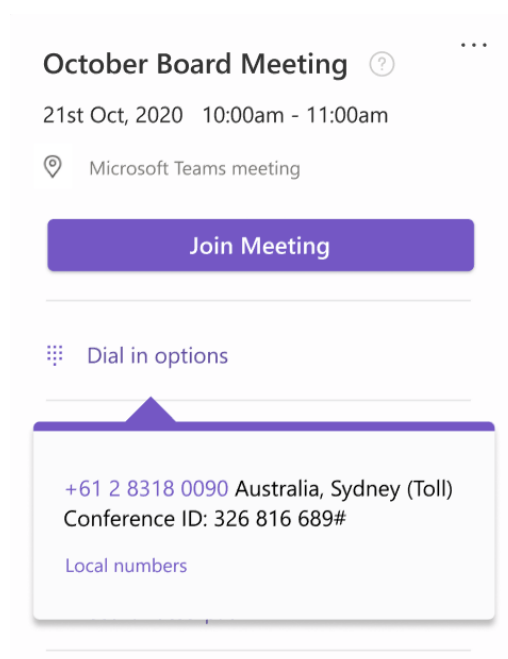 October Board Meeting ?
21st Oct, 2020 10:00am - 11:00am
Microsoft Teams meeting
Join Meeting
Dial in options
+61 2 8318 0090 Australia, Sydney (Toll)
Conference ID: 326 816 689#
Local numbers